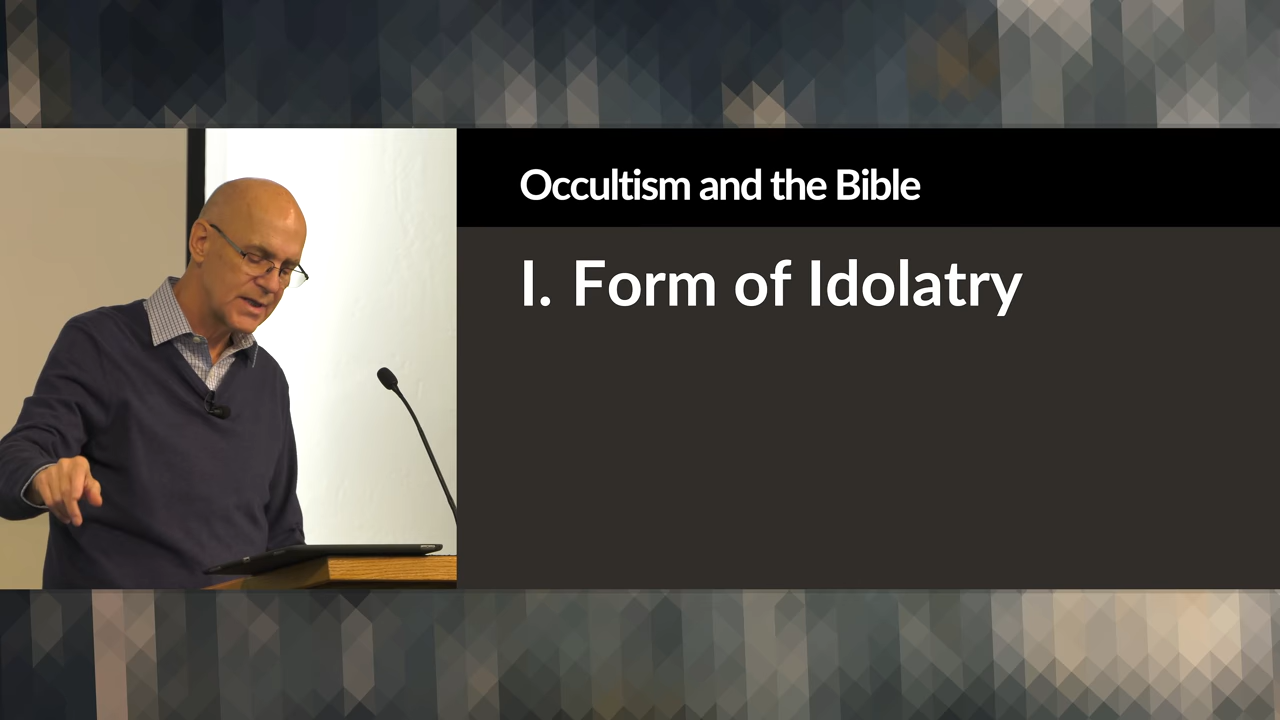 Occultism and the Bible
I. Form of Idolatry